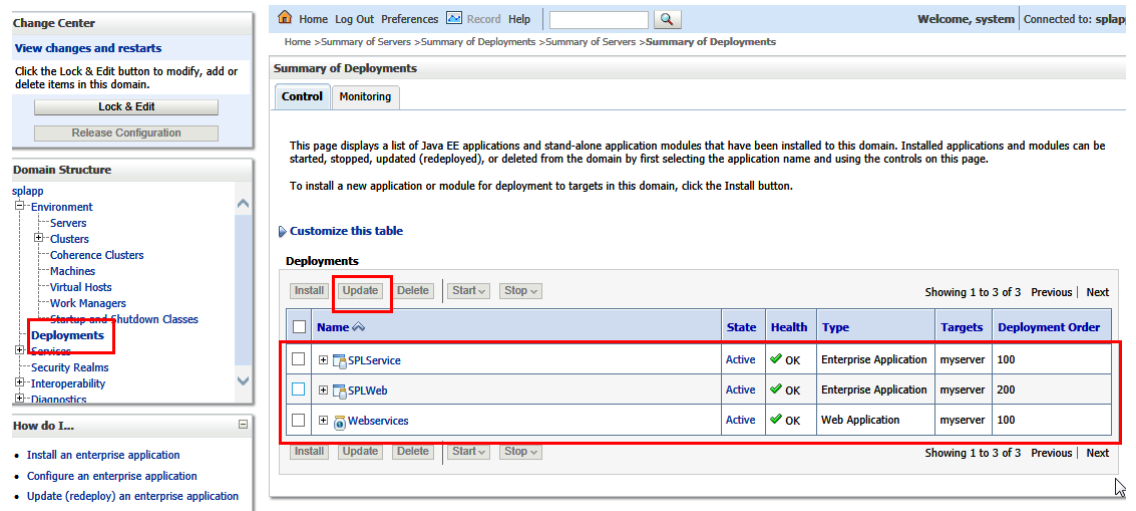 Change Center
View changes and restarts
Click the Lock & Edit button to modify, add or
delete items in this domain.
Lock & Edit
Release Configuration
Domain Structure
splapp
Environment
Servers
Clusters
Coherence Clusters
Machines
Virtual Hosts
Work Managers
Startup and Shutdown Classes
Deployments
Services
Security Realms
Interoperability
Diagnostics
How do I...
Install an enterprise application
Configure an enterprise application
Update (redeploy) an enterprise application
Home Log Out Preferences Record Help
Welcome, system Connected to: splapp
Home >Summary of Servers >Summary of Deployments >Summary of Servers >Summary of Deployments
Summary of Deployments
Control Monitoring
This page displays a list of Java EE applications and stand-alone application modules that have been installed to this domain. Installed applications and modules can be
started, stopped, updated (redeployed), or deleted from the domain by first selecting the application name and using the controls on this page.
To install a new application or module for deployment to targets in this domain, click the Install button.
Customize this table
Deployments
Install Update Delete Start Stop Showing 1 to 3 of 3 Previous | Next
Name State Health Type Targets Deployment Order
SPLService Active OK Enterprise Application myserver 100
SPLWeb Active OK Enterprise Application myserver 200
Webservices Active OK Web Application myserver 100
Install Update Delete Start Stop Showing 1 to 3 of 3 Previous | Next